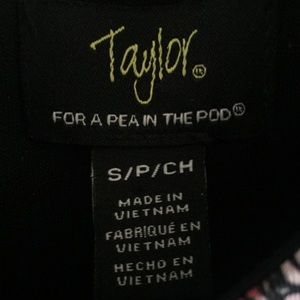 Taylor®
FOR A PEA IN THE POD®
S/P/CH
MADE IN
VIETNAM
FABRIQUÉ EN
VIETNAM
HECHO EN
VIETNAM